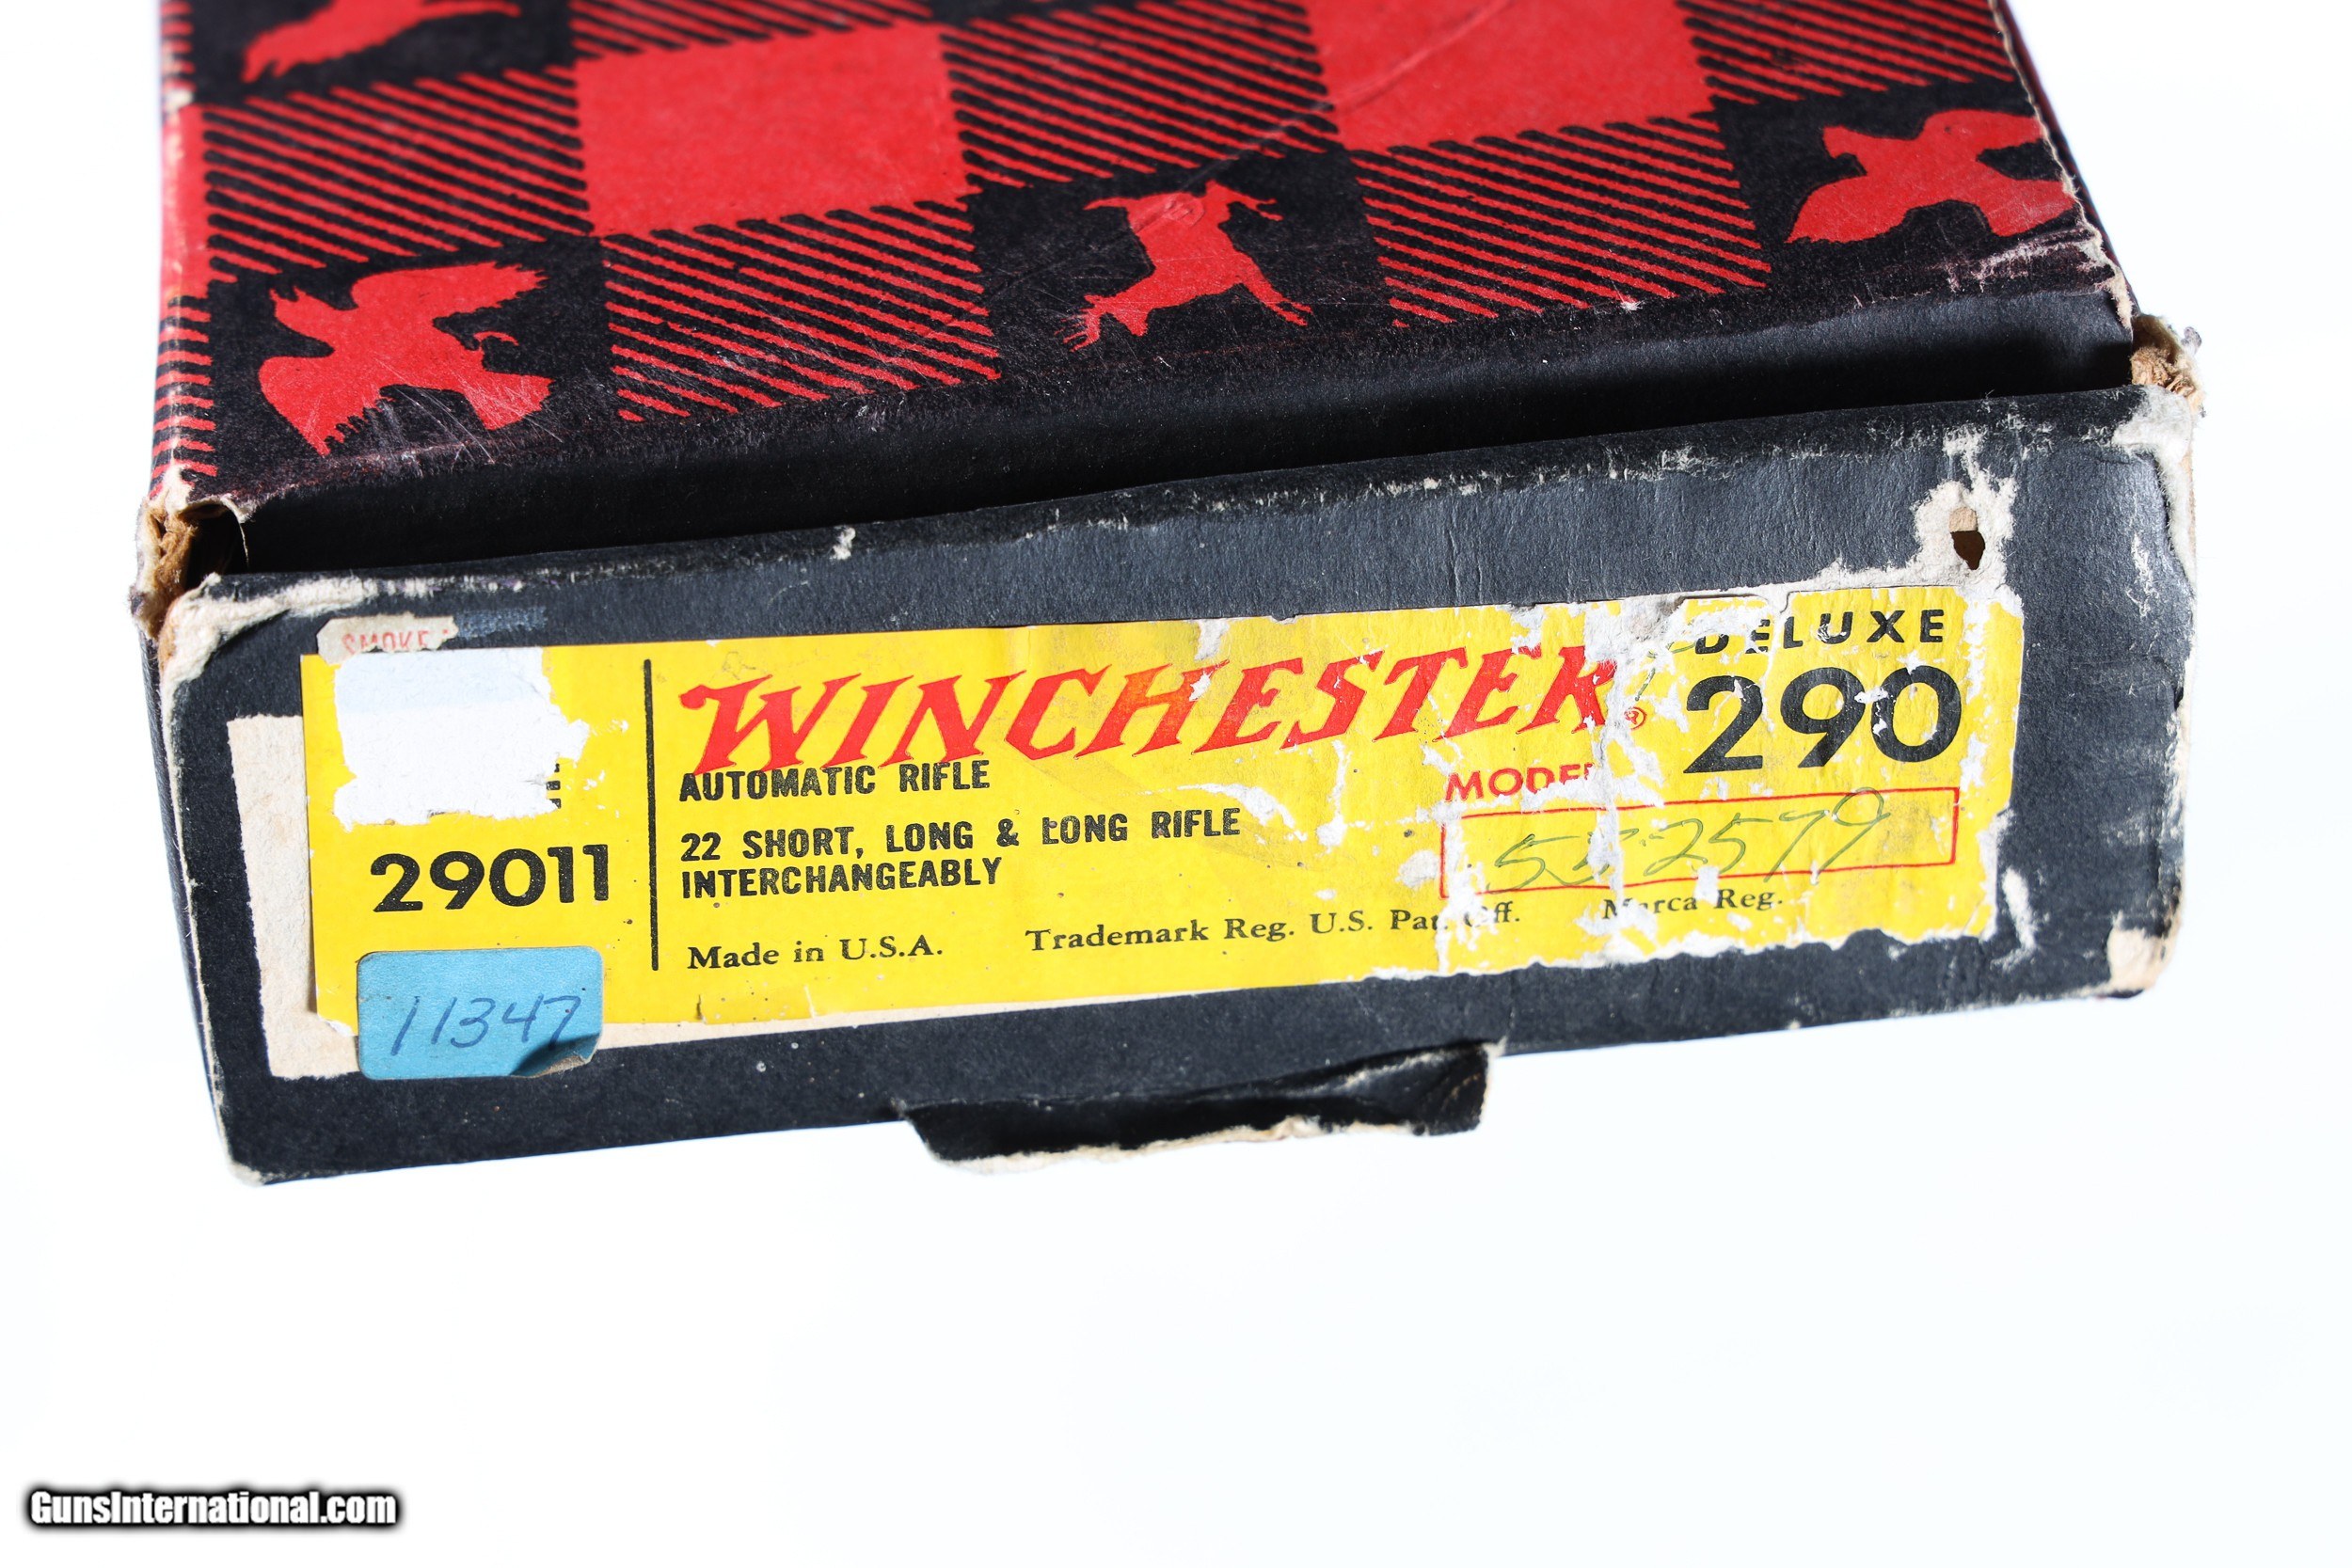 SMOKE
WINCHESTER®
DELUXE
MODEL 290
AUTOMATIC RIFLE
22 SHORT, LONG & LONG RIFLE
INTERCHANGEABLY
29011
Made in U.S.A. Trademark Reg. U.S. Pat. Off. Marca Reg.
11347
GunsInternational.com